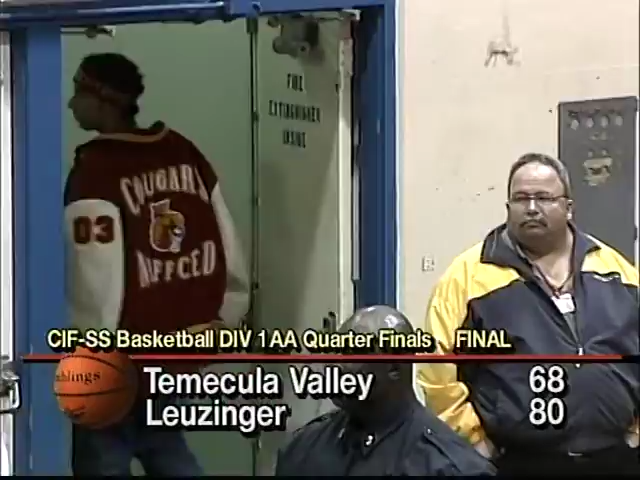 FIRE
EXTINGUISHER
INSIDE
COUGARS
03
CIF-SS Basketball DIV 1AA Quarter Finals FINAL
Temecula Valley 68
Leuzinger 80